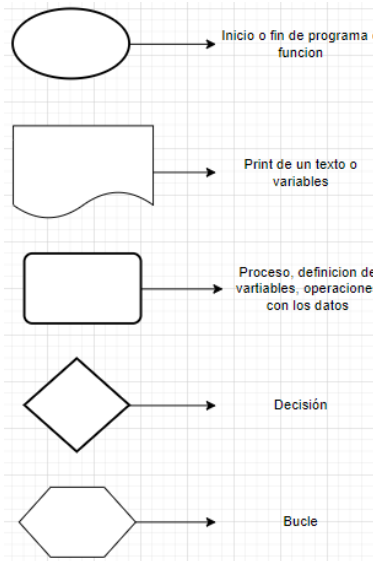 Inicio o fin de programa
funcion
Print de un texto o
variables
Proceso, definicion de
vartiables, operaciones
con los datos
Decisión
Bucle